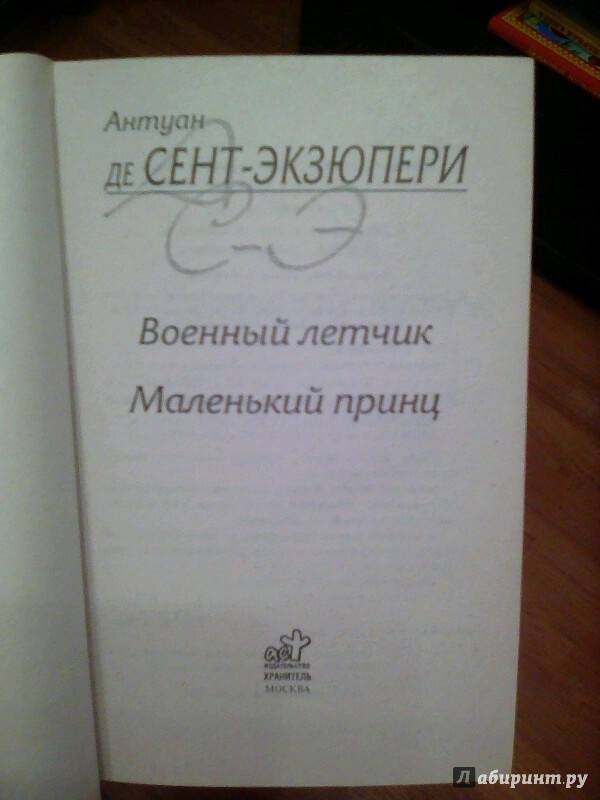 Антуан
ДЕ СЕНТ-ЭКЗЮПЕРИ
С-Э
Военный летчик
Маленький принц
аст
ИЗДАТЕЛЬСТВО
ХРАНИТЕЛЬ
МОСКВА
Лабиринт.ру